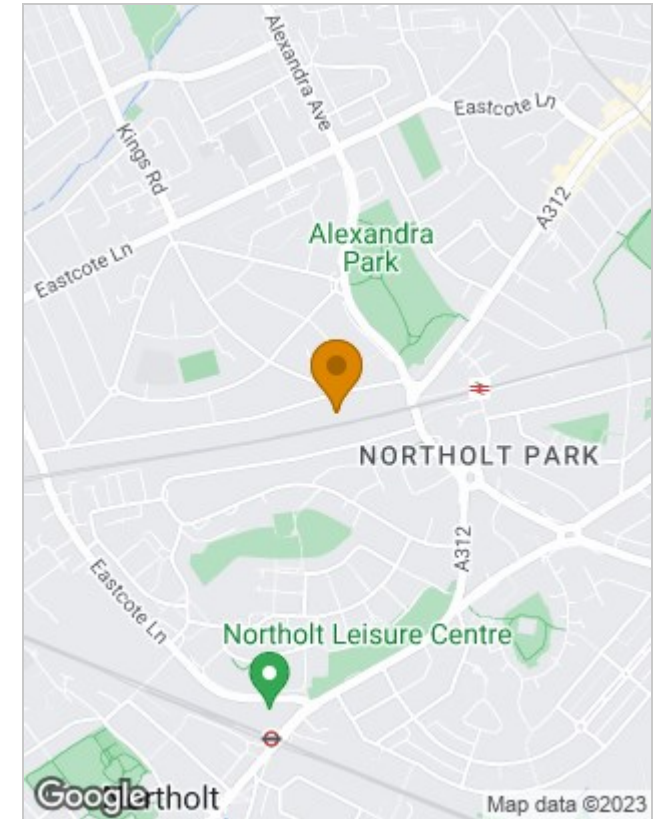 Alexandra Ave
Eastcote Ln
Kings Rd
A312
Alexandra
Park
Eastcote Ln
NORTHOLT PARK
A312
Eastcote Ln
Northolt Leisure Centre
Google
Northolt
Map data ©2023